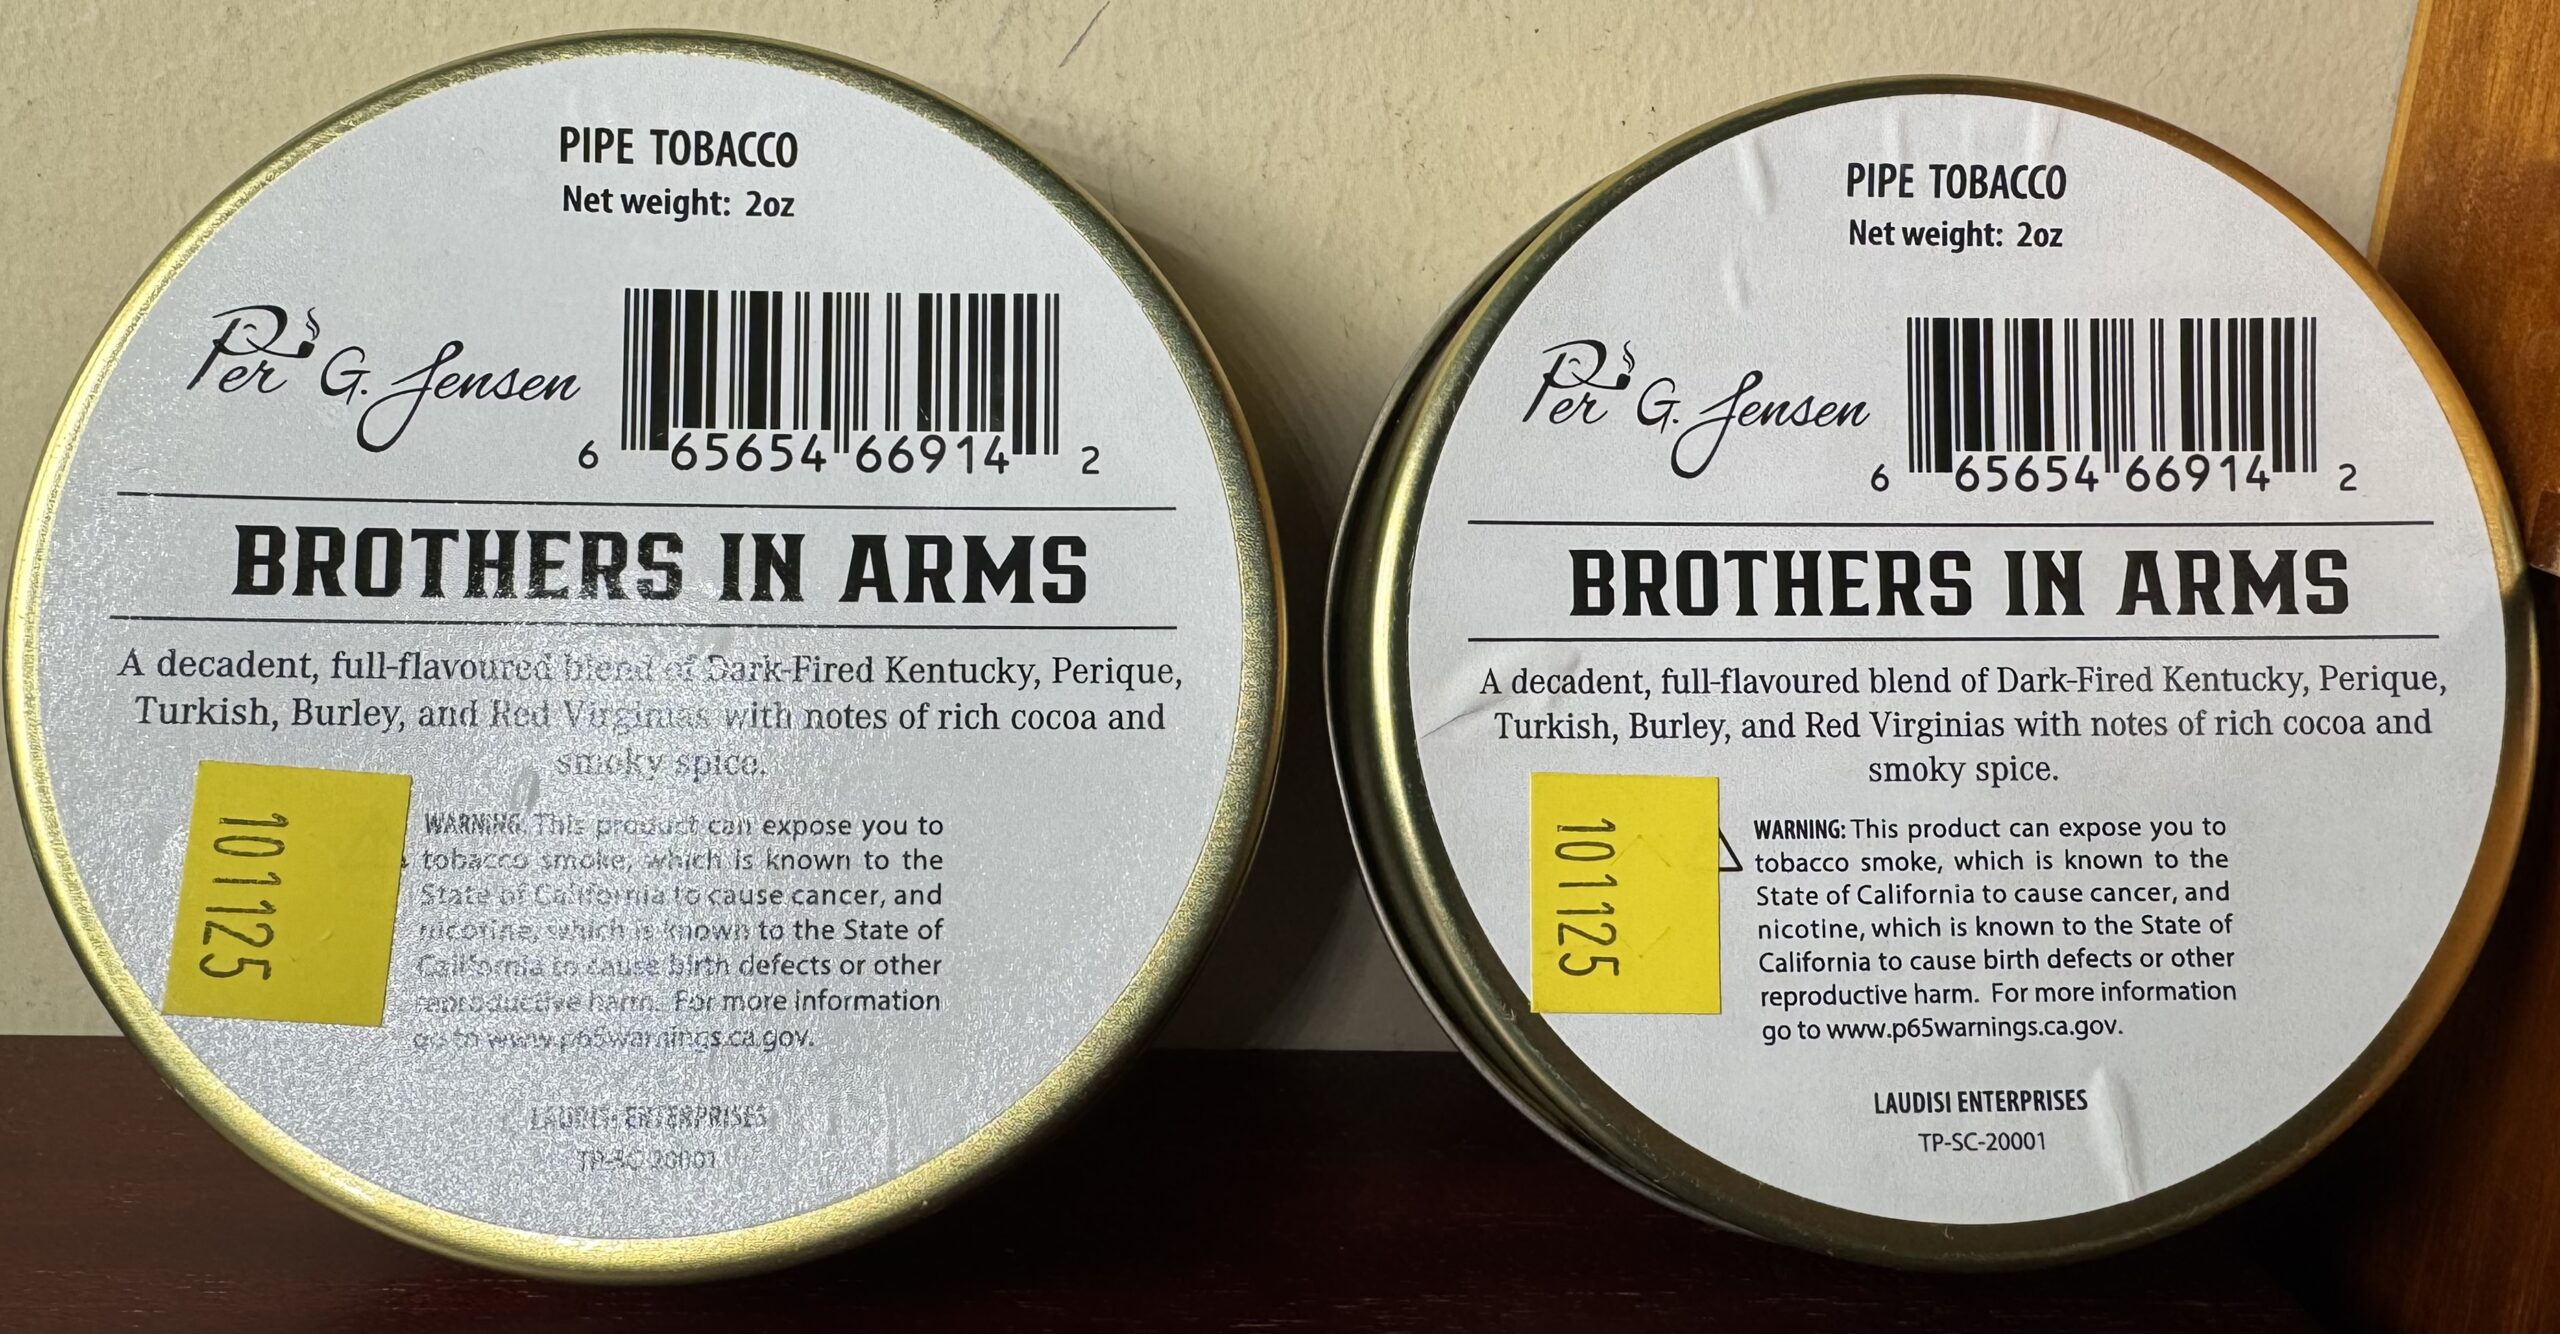 PIPE TOBACCO
Net weight: 2oz
Per G. Jensen
6 65654 66914 2
BROTHERS IN ARMS
A decadent, full-flavoured blend of Dark-Fired Kentucky, Perique,
Turkish, Burley, and Red Virginias with notes of rich cocoa and
smoky spice.
101125
WARNING: This product can expose you to
tobacco smoke, which is known to the
State of California to cause cancer, and
nicotine, which is known to the State of
California to cause birth defects or other
reproductive harm. For more information
go to www.p65warnings.ca.gov.
LAUDISI ENTERPRISES
TP-SC-20001
PIPE TOBACCO
Net weight: 2oz
Per G. Jensen
6 65654 66914 2
BROTHERS IN ARMS
A decadent, full-flavoured blend of Dark-Fired Kentucky, Perique,
Turkish, Burley, and Red Virginias with notes of rich cocoa and
smoky spice.
101125
WARNING: This product can expose you to
tobacco smoke, which is known to the
State of California to cause cancer, and
nicotine, which is known to the State of
California to cause birth defects or other
reproductive harm. For more information
go to www.p65warnings.ca.gov.
LAUDISI ENTERPRISES
TP-SC-20001